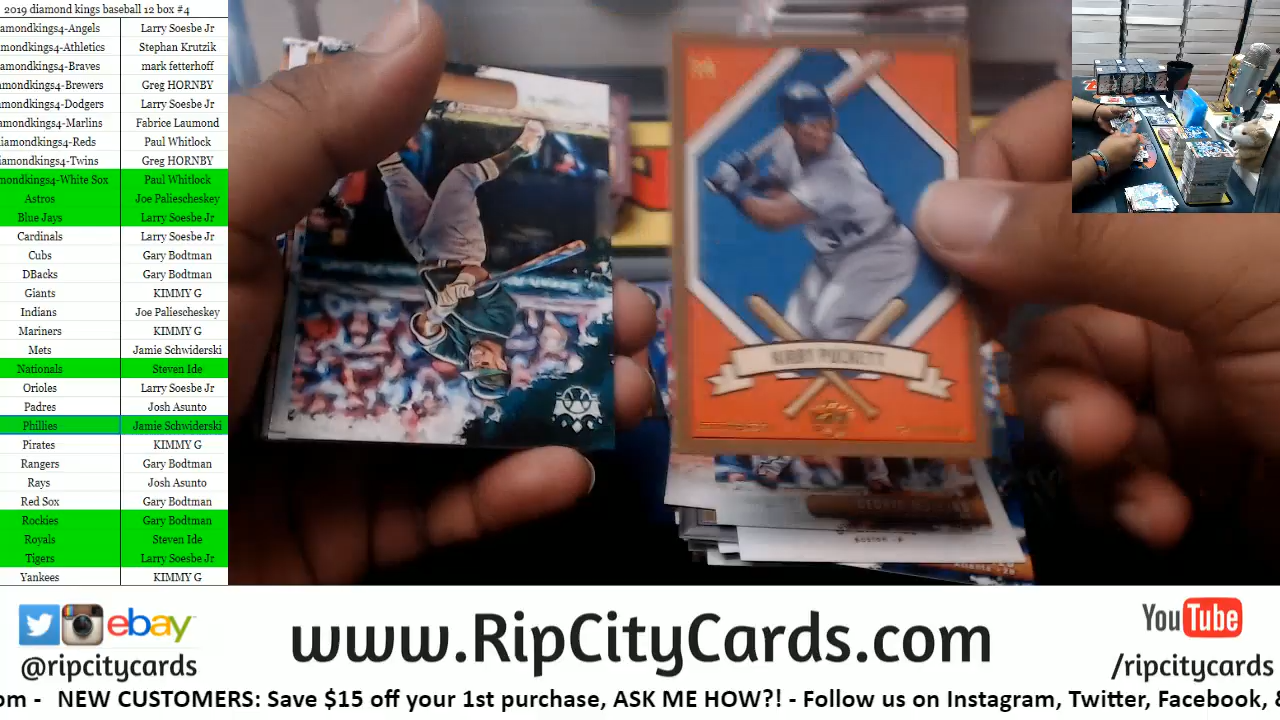 2019 diamond kings baseball 12 box #4
amondkings4-Angels Larry Soesbe Jr
amondkings4-Athletics Stephan Krutzik
amondkings4-Braves mark fetterhoff
amondkings4-Brewers Greg HORNBY
amondkings4-Dodgers Larry Soesbe Jr
amondkings4-Marlins Fabrice Laumond
iamondkings4-Reds Paul Whitlock
iamondkings4-Twins Greg HORNBY
mondkings4-White Sox Paul Whitlock
Astros Joe Paliescheskey
Blue Jays Larry Soesbe Jr
Cardinals Larry Soesbe Jr
Cubs Gary Bodtman
DBacks Gary Bodtman
Giants KIMMY G
Indians Joe Paliescheskey
Mariners KIMMY G
Mets Jamie Schwiderski
Nationals Steven Ide
Orioles Larry Soesbe Jr
Padres Josh Asunto
Phillies Jamie Schwiderski
Pirates KIMMY G
Rangers Gary Bodtman
Rays Josh Asunto
Red Sox Gary Bodtman
Rockies Gary Bodtman
Royals Steven Ide
Tigers Larry Soesbe Jr
Yankees KIMMY G
KIRBY PUCKETT
34
ebay
@ripcitycards
www.RipCityCards.com
YouTube
/ripcitycards
om - NEW CUSTOMERS: Save $15 off your 1st purchase, ASK ME HOW?! - Follow us on Instagram, Twitter, Facebook, &